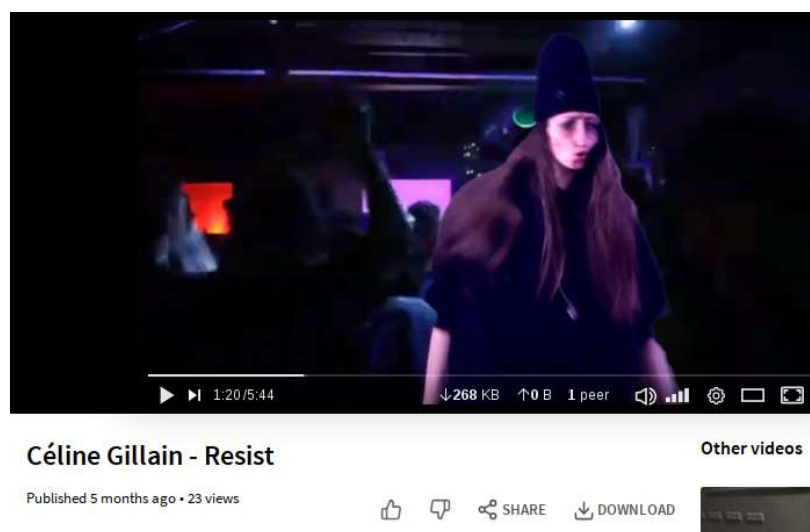 1:20/5:44
↓268 KB ↑0 B 1 peer
Céline Gillain - Resist
Other videos
Published 5 months ago • 23 views
SHARE
DOWNLOAD